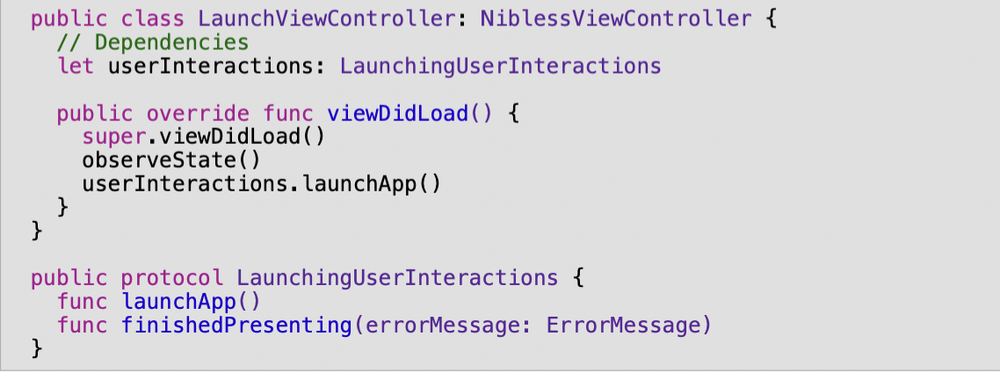 public class LaunchViewController: NiblessViewController {
  // Dependencies
  let userInteractions: LaunchingUserInteractions

  public override func viewDidLoad() {
    super.viewDidLoad()
    observeState()
    userInteractions.launchApp()
  }
}

public protocol LaunchingUserInteractions {
  func launchApp()
  func finishedPresenting(errorMessage: ErrorMessage)
}